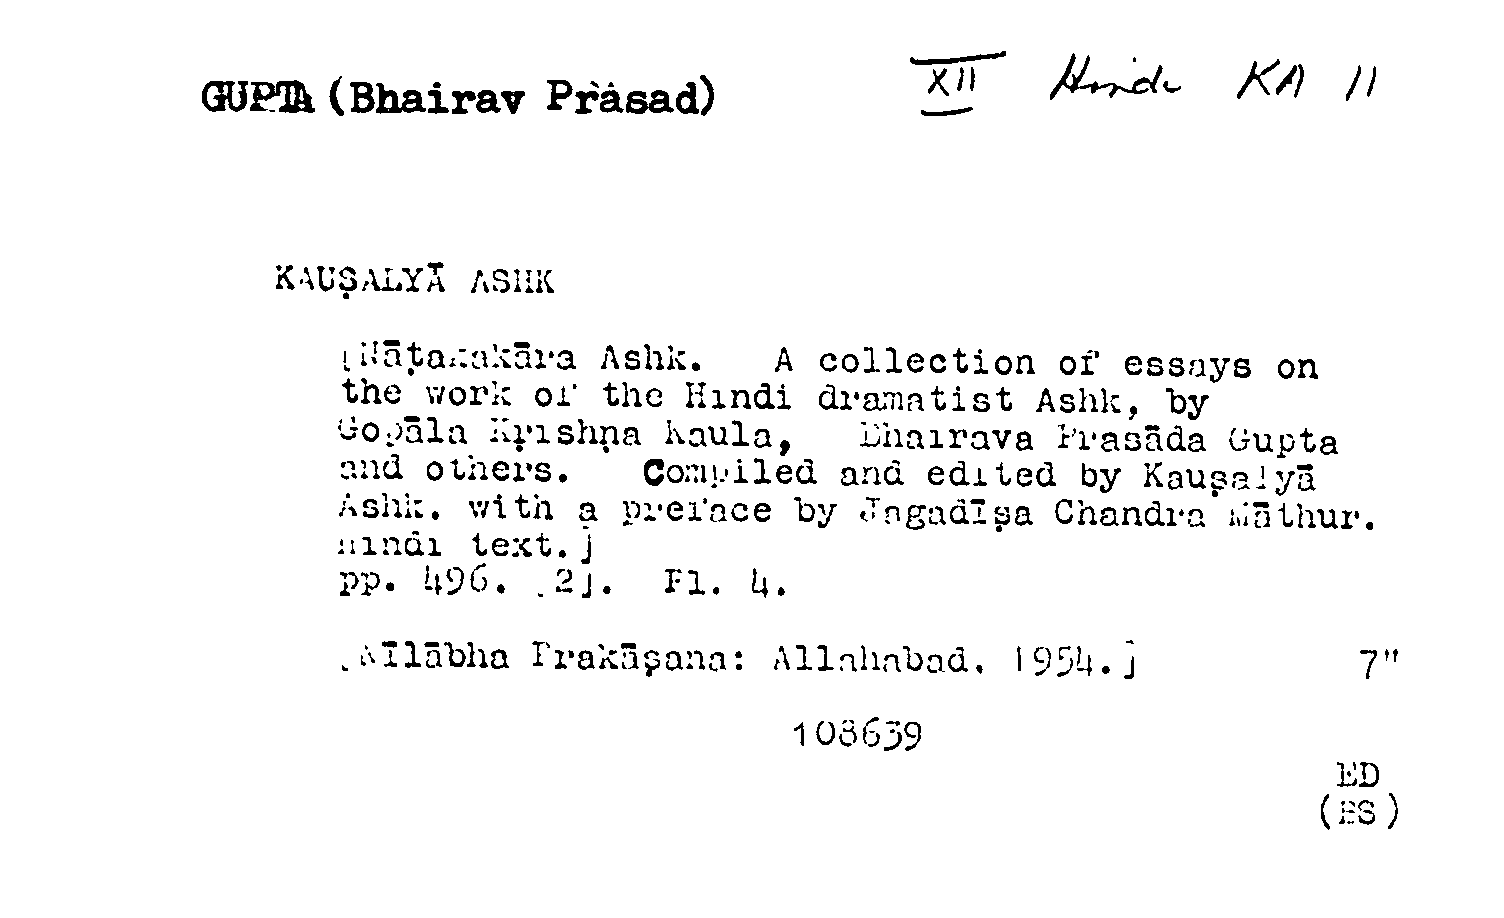 GUPTA (Bhairav Prasad) XII Hindi KA 11
KAUṢALYĀ ASHK
[Nāṭakakāra Ashk. A collection of essays on
the work of the Hindi dramatist Ashk, by
Gopāla Kṛishṇa Kaula, Bhairava Prasāda Gupta
and others. Compiled and edited by Kauṣalyā
Ashk. with a preface by Jagadīṣa Chandra Māthur.
Hindi text.]
pp. 496. [2]. Pl. 4.
[Nīlābha Prakāṣana: Allahabad. 1954.] 7"
108639
ED
(ES)